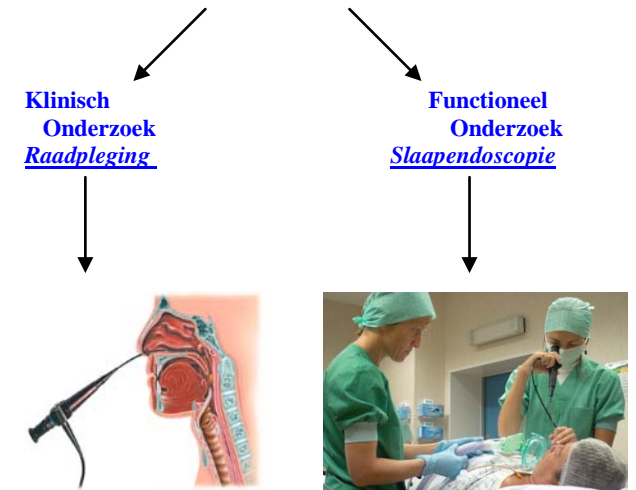 Klinisch
Onderzoek
Raadpleging
Functioneel
Onderzoek
Slaapendoscopie